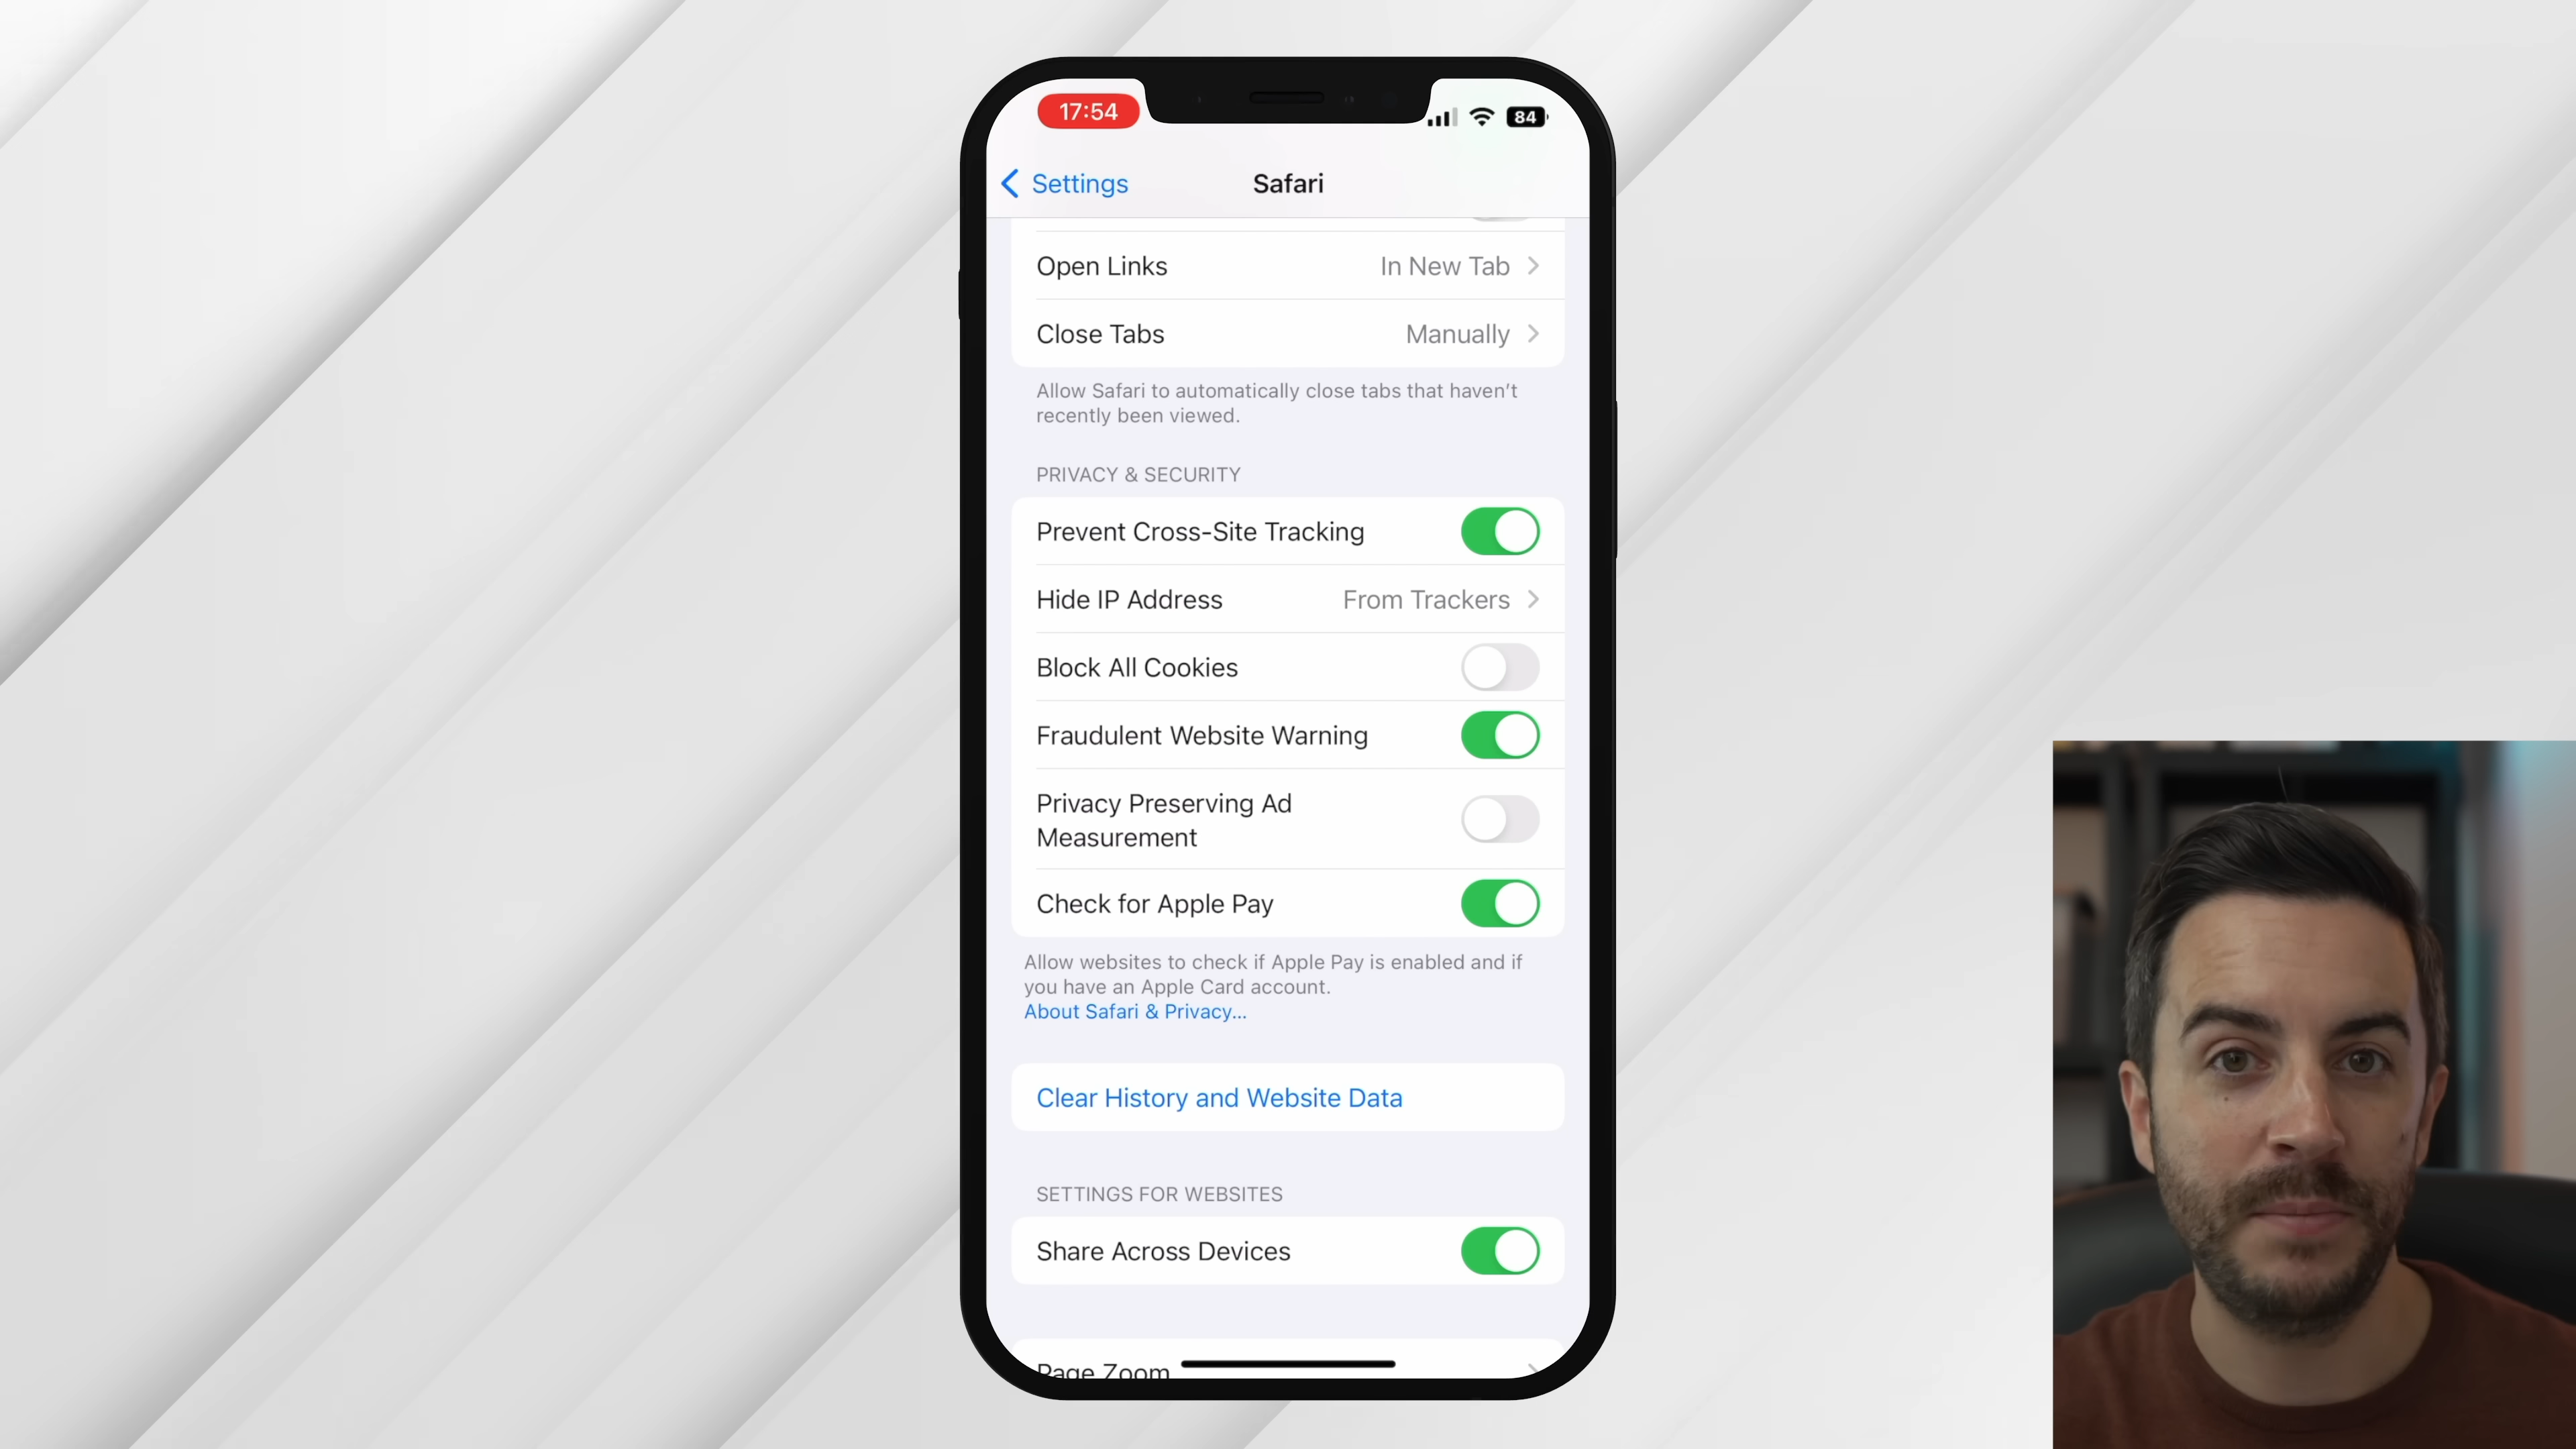 17:54
84
Settings
Safari
Open Links
In New Tab
Close Tabs
Manually
Allow Safari to automatically close tabs that haven't
recently been viewed.
PRIVACY & SECURITY
Prevent Cross-Site Tracking
Hide IP Address
From Trackers
Block All Cookies
Fraudulent Website Warning
Privacy Preserving Ad
Measurement
Check for Apple Pay
Allow websites to check if Apple Pay is enabled and if
you have an Apple Card account.
About Safari & Privacy...
Clear History and Website Data
SETTINGS FOR WEBSITES
Share Across Devices
Page Zoom